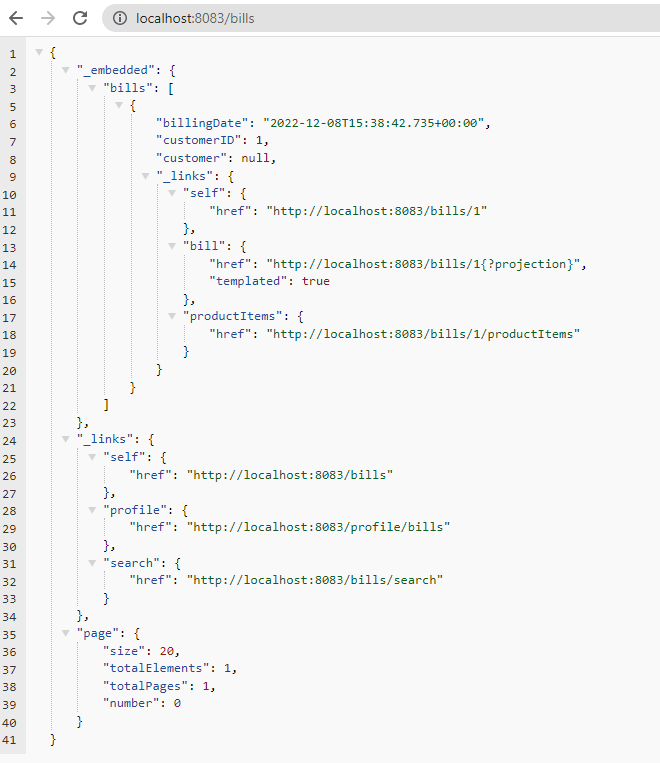 localhost:8083/bills
1 {
2 "_embedded": {
3 "bills": [
5 {
6 "billingDate": "2022-12-08T15:38:42.735+00:00",
7 "customerID": 1,
8 "customer": null,
9 "_links": {
10 "self": {
11 "href": "http://localhost:8083/bills/1"
12 },
13 "bill": {
14 "href": "http://localhost:8083/bills/1{?projection}",
15 "templated": true
16 },
17 "productItems": {
18 "href": "http://localhost:8083/bills/1/productItems"
19 }
20 }
21 }
22 ]
23 },
24 "_links": {
25 "self": {
26 "href": "http://localhost:8083/bills"
27 },
28 "profile": {
29 "href": "http://localhost:8083/profile/bills"
30 },
31 "search": {
32 "href": "http://localhost:8083/bills/search"
33 }
34 },
35 "page": {
36 "size": 20,
37 "totalElements": 1,
38 "totalPages": 1,
39 "number": 0
40 }
41 }